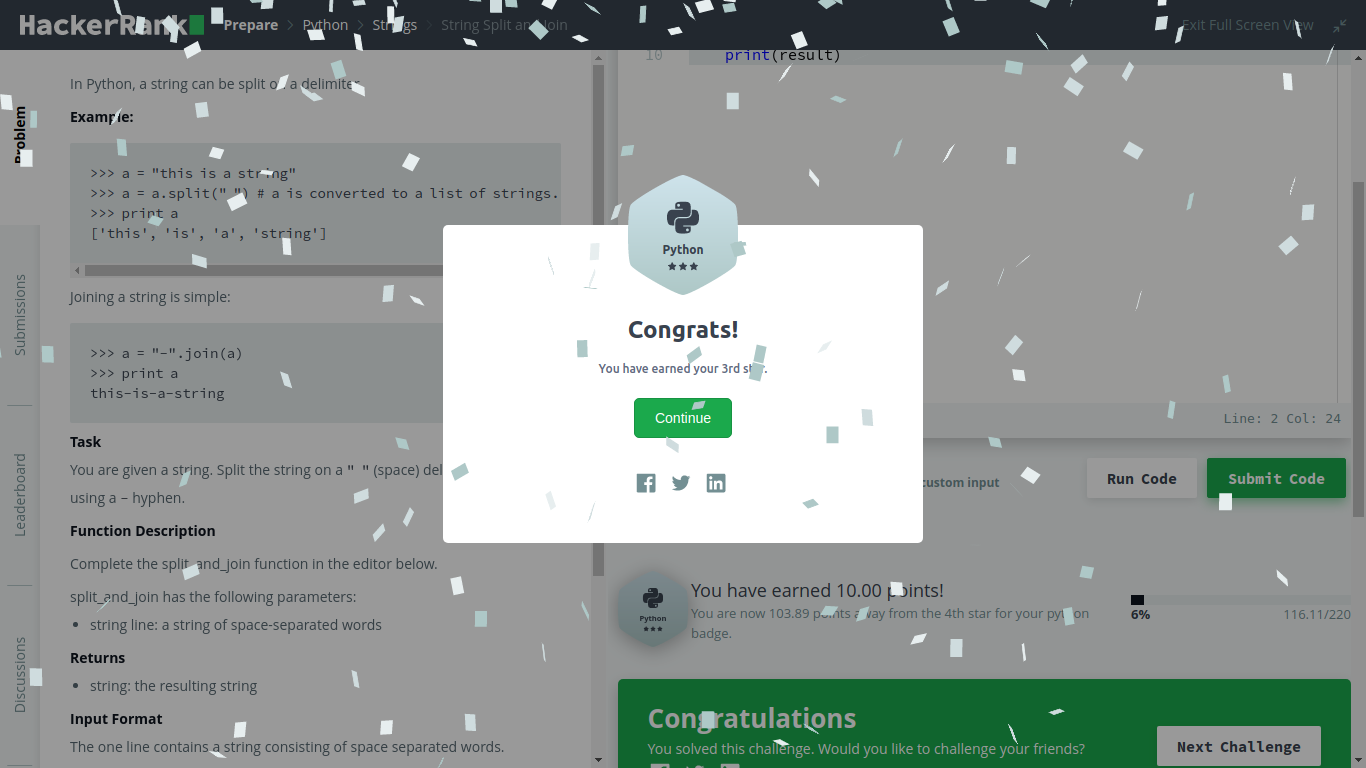 HackerRank
Prepare
Python
Strings
String Split and Join
Exit Full Screen View
Problem
Submissions
Leaderboard
Discussions
In Python, a string can be split on a delimiter.
Example:
>>> a = "this is a string"
>>> a = a.split(" ") # a is converted to a list of strings.
>>> print a
['this', 'is', 'a', 'string']
Joining a string is simple:
>>> a = "-".join(a)
>>> print a
this-is-a-string
Task
You are given a string. Split the string on a " " (space) del
using a - hyphen.
Function Description
Complete the split_and_join function in the editor below.
split_and_join has the following parameters:
string line: a string of space-separated words
Returns
string: the resulting string
Input Format
The one line contains a string consisting of space separated words.
10 print(result)
Line: 2 Col: 24
custom input
Run Code
Submit Code
Python
Congrats!
You have earned your 3rd star.
Continue
Python
You have earned 10.00 points!
You are now 103.89 points away from the 4th star for your python
badge.
6%
116.11/220
Congratulations
You solved this challenge. Would you like to challenge your friends?
Next Challenge